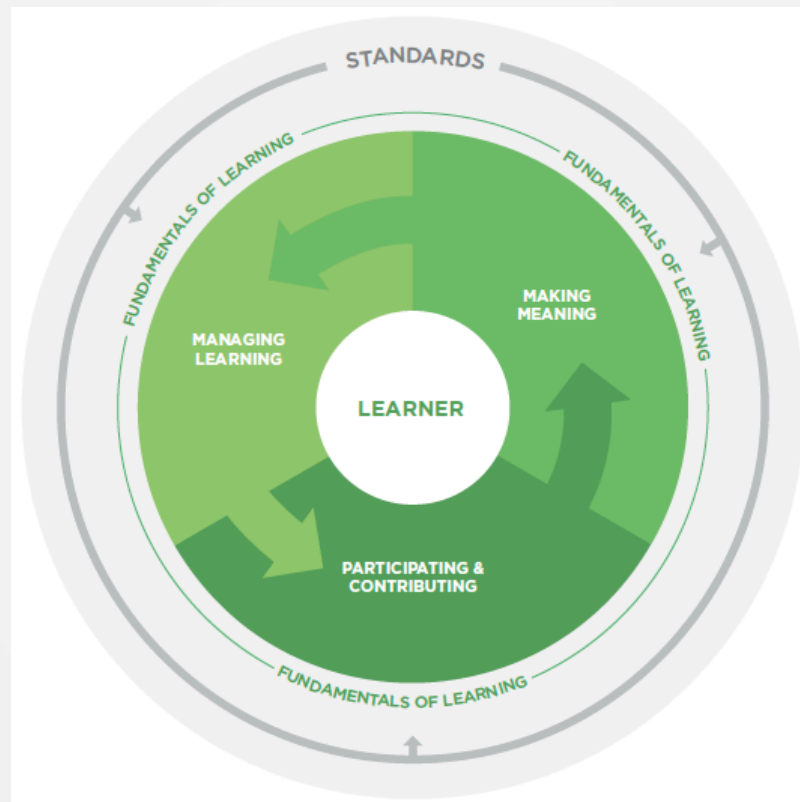 STANDARDS
FUNDAMENTALS OF LEARNING
FUNDAMENTALS OF LEARNING
MAKING
MEANING
MANAGING
LEARNING
LEARNER
PARTICIPATING &
CONTRIBUTING
FUNDAMENTALS OF LEARNING